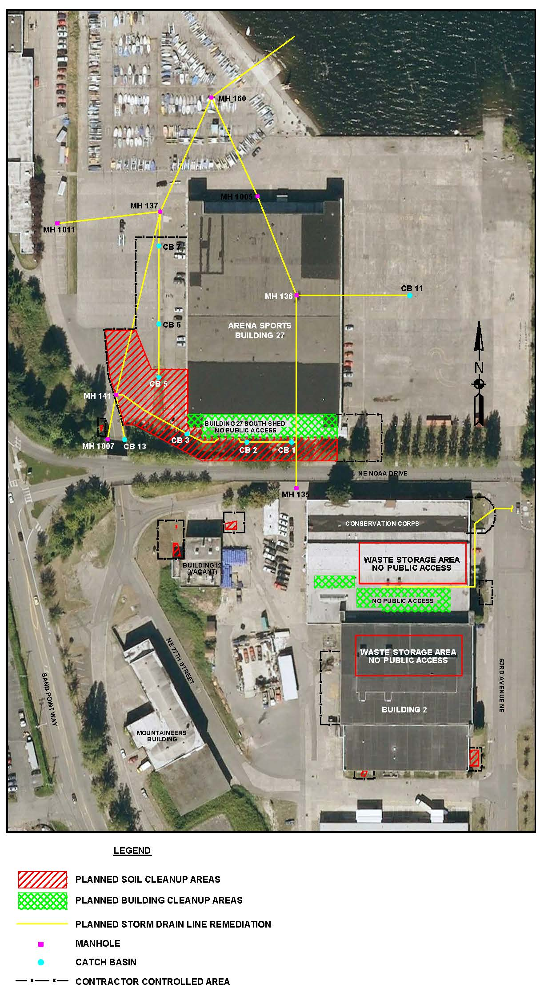 MH 160
MH 1005
MH 137
MH 1011
CB 7
CB 11
MH 136
CB 6
ARENA SPORTS
BUILDING 27
N
CB 5
MH 141
BUILDING 27 SOUTH SHED
NO PUBLIC ACCESS
CB 3
MH 1007
CB 13
CB 2
CB 1
NE NOAA DRIVE
MH 135
CONSERVATION CORPS
WASTE STORAGE AREA
NO PUBLIC ACCESS
BUILDING 12
(VACANT)
NO PUBLIC ACCESS
NE 77TH STREET
WASTE STORAGE AREA
NO PUBLIC ACCESS
SAND POINT WAY
63RD AVENUE NE
BUILDING 2
MOUNTAINEERS
BUILDING
LEGEND
PLANNED SOIL CLEANUP AREAS
PLANNED BUILDING CLEANUP AREAS
PLANNED STORM DRAIN LINE REMEDIATION
MANHOLE
CATCH BASIN
CONTRACTOR CONTROLLED AREA